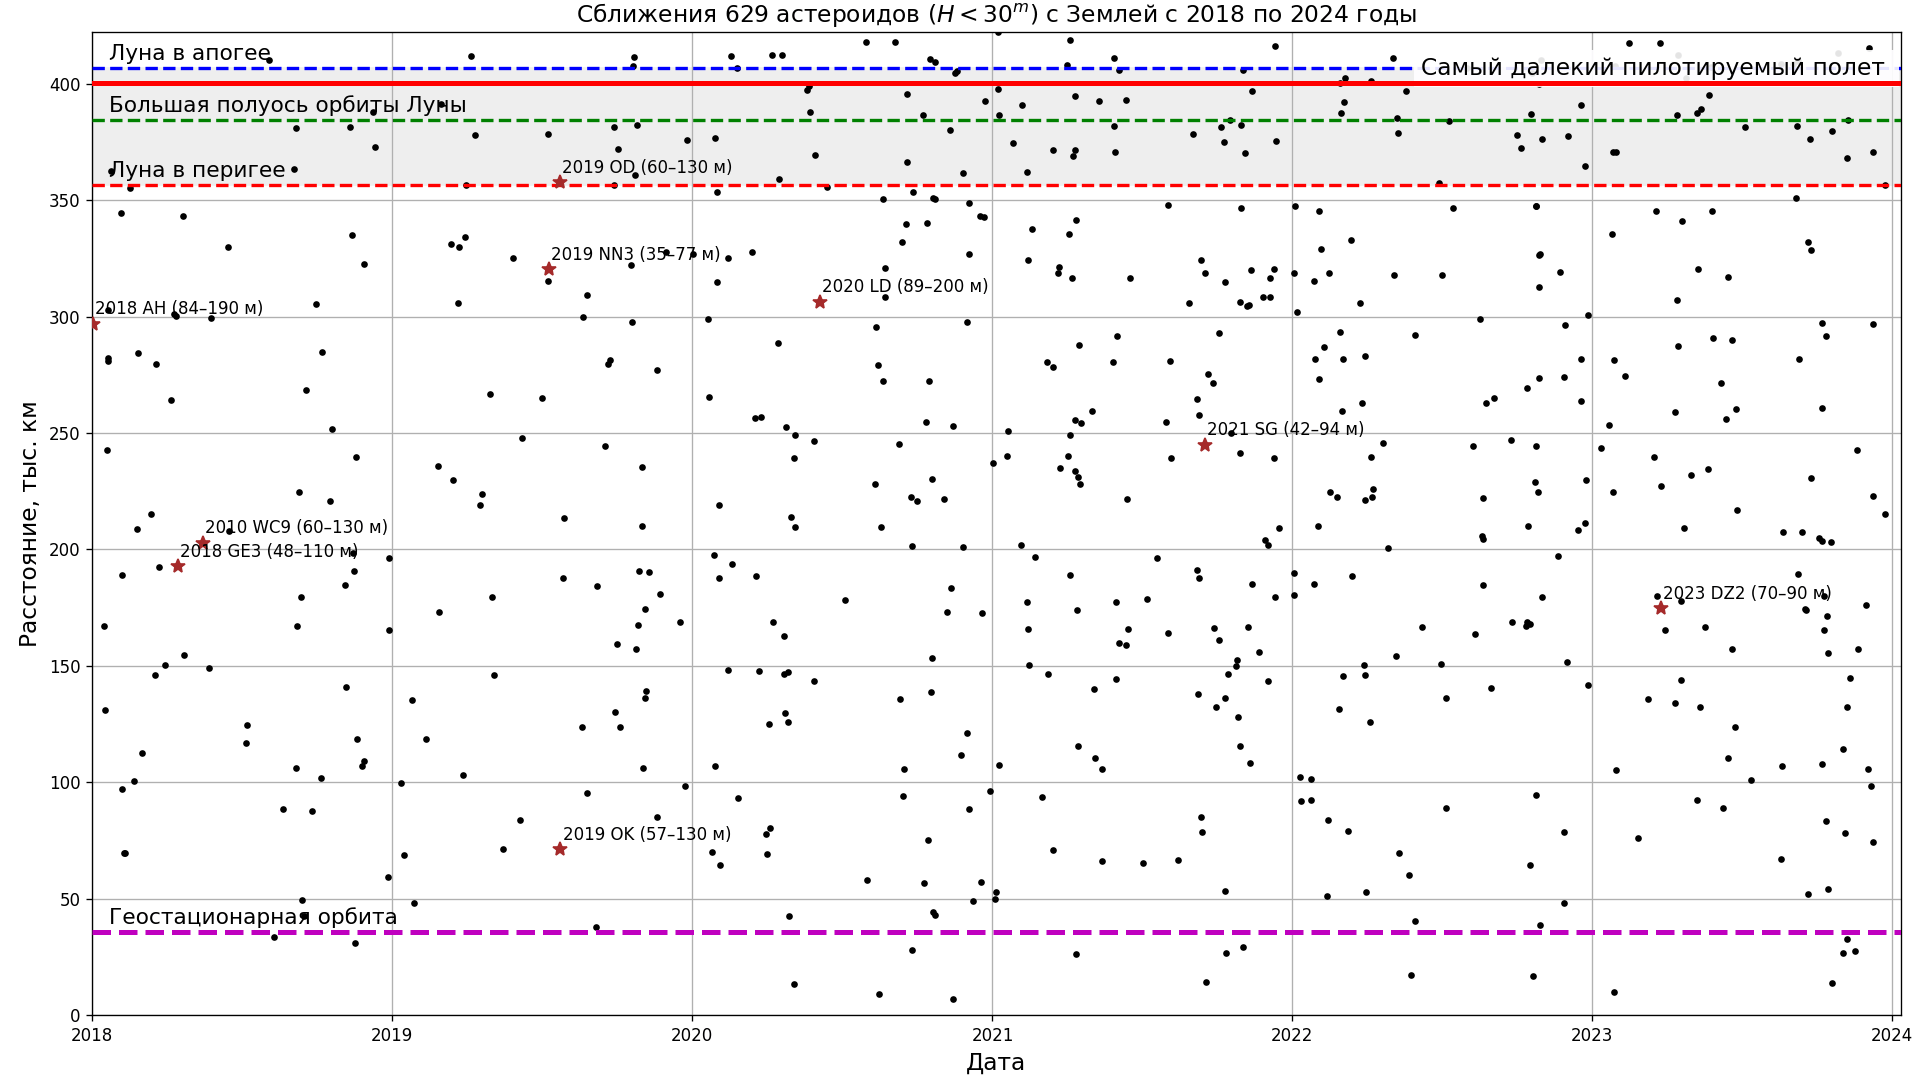 Сближения 629 астероидов (H < 30^m) с Землей с 2018 по 2024 годы
Луна в апогее
Самый далекий пилотируемый полет
400
Большая полуось орбиты Луны
Луна в перигее
2019 OD (60–130 м)
350
2019 NN3 (35–77 м)
2020 LD (89–200 м)
2018 AH (84–190 м)
300
250
2021 SG (42–94 м)
2010 WC9 (60–130 м)
2018 GE3 (48–110 м)
200
2023 DZ2 (70–90 м)
150
100
2019 OK (57–130 м)
50
Геостационарная орбита
0
Расстояние, тыс. км
2018 2019 2020 2021 2022 2023 2024
Дата